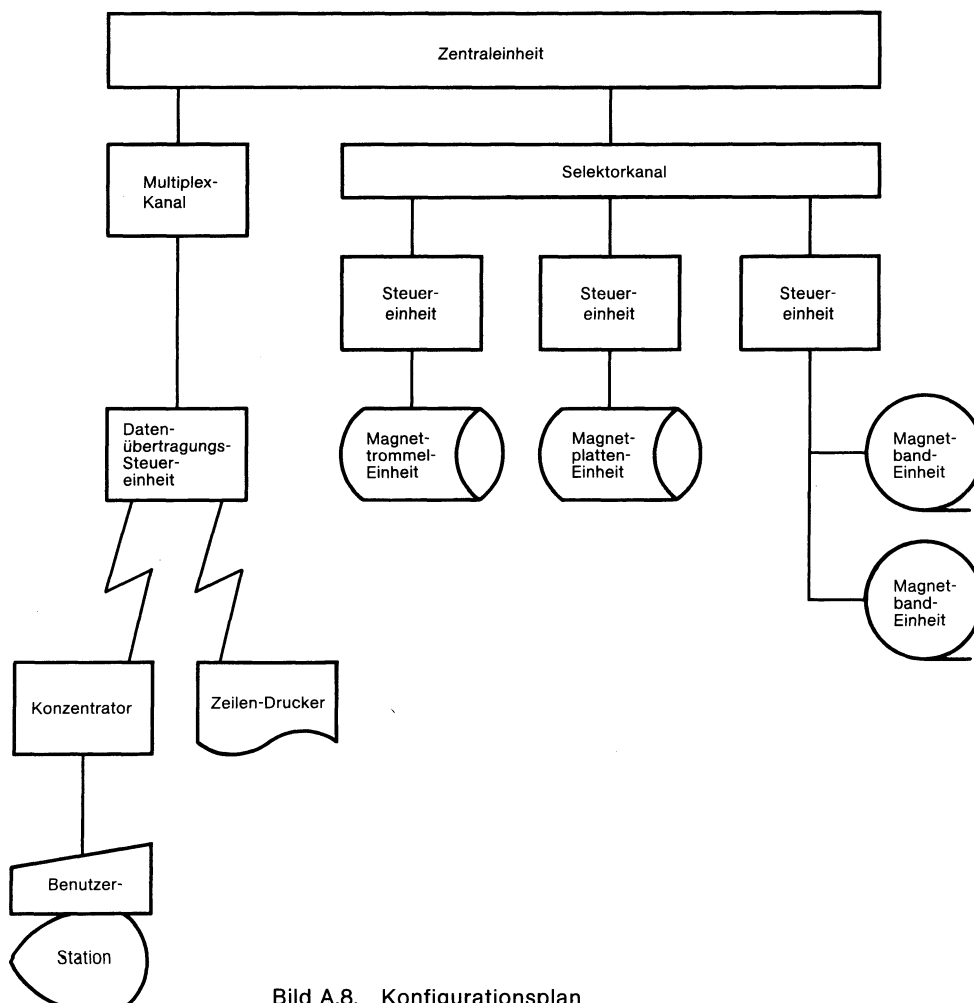 Zentraleinheit
Multiplex-
Kanal
Selektorkanal
Steuer-
einheit
Steuer-
einheit
Steuer-
einheit
Daten-
übertragungs-
Steuer-
einheit
Magnet-
trommel-
Einheit
Magnet-
platten-
Einheit
Magnet-
band-
Einheit
Magnet-
band-
Einheit
Konzentrator
Zeilen-Drucker
Benutzer-
Station
Bild A.8. Konfigurationsplan